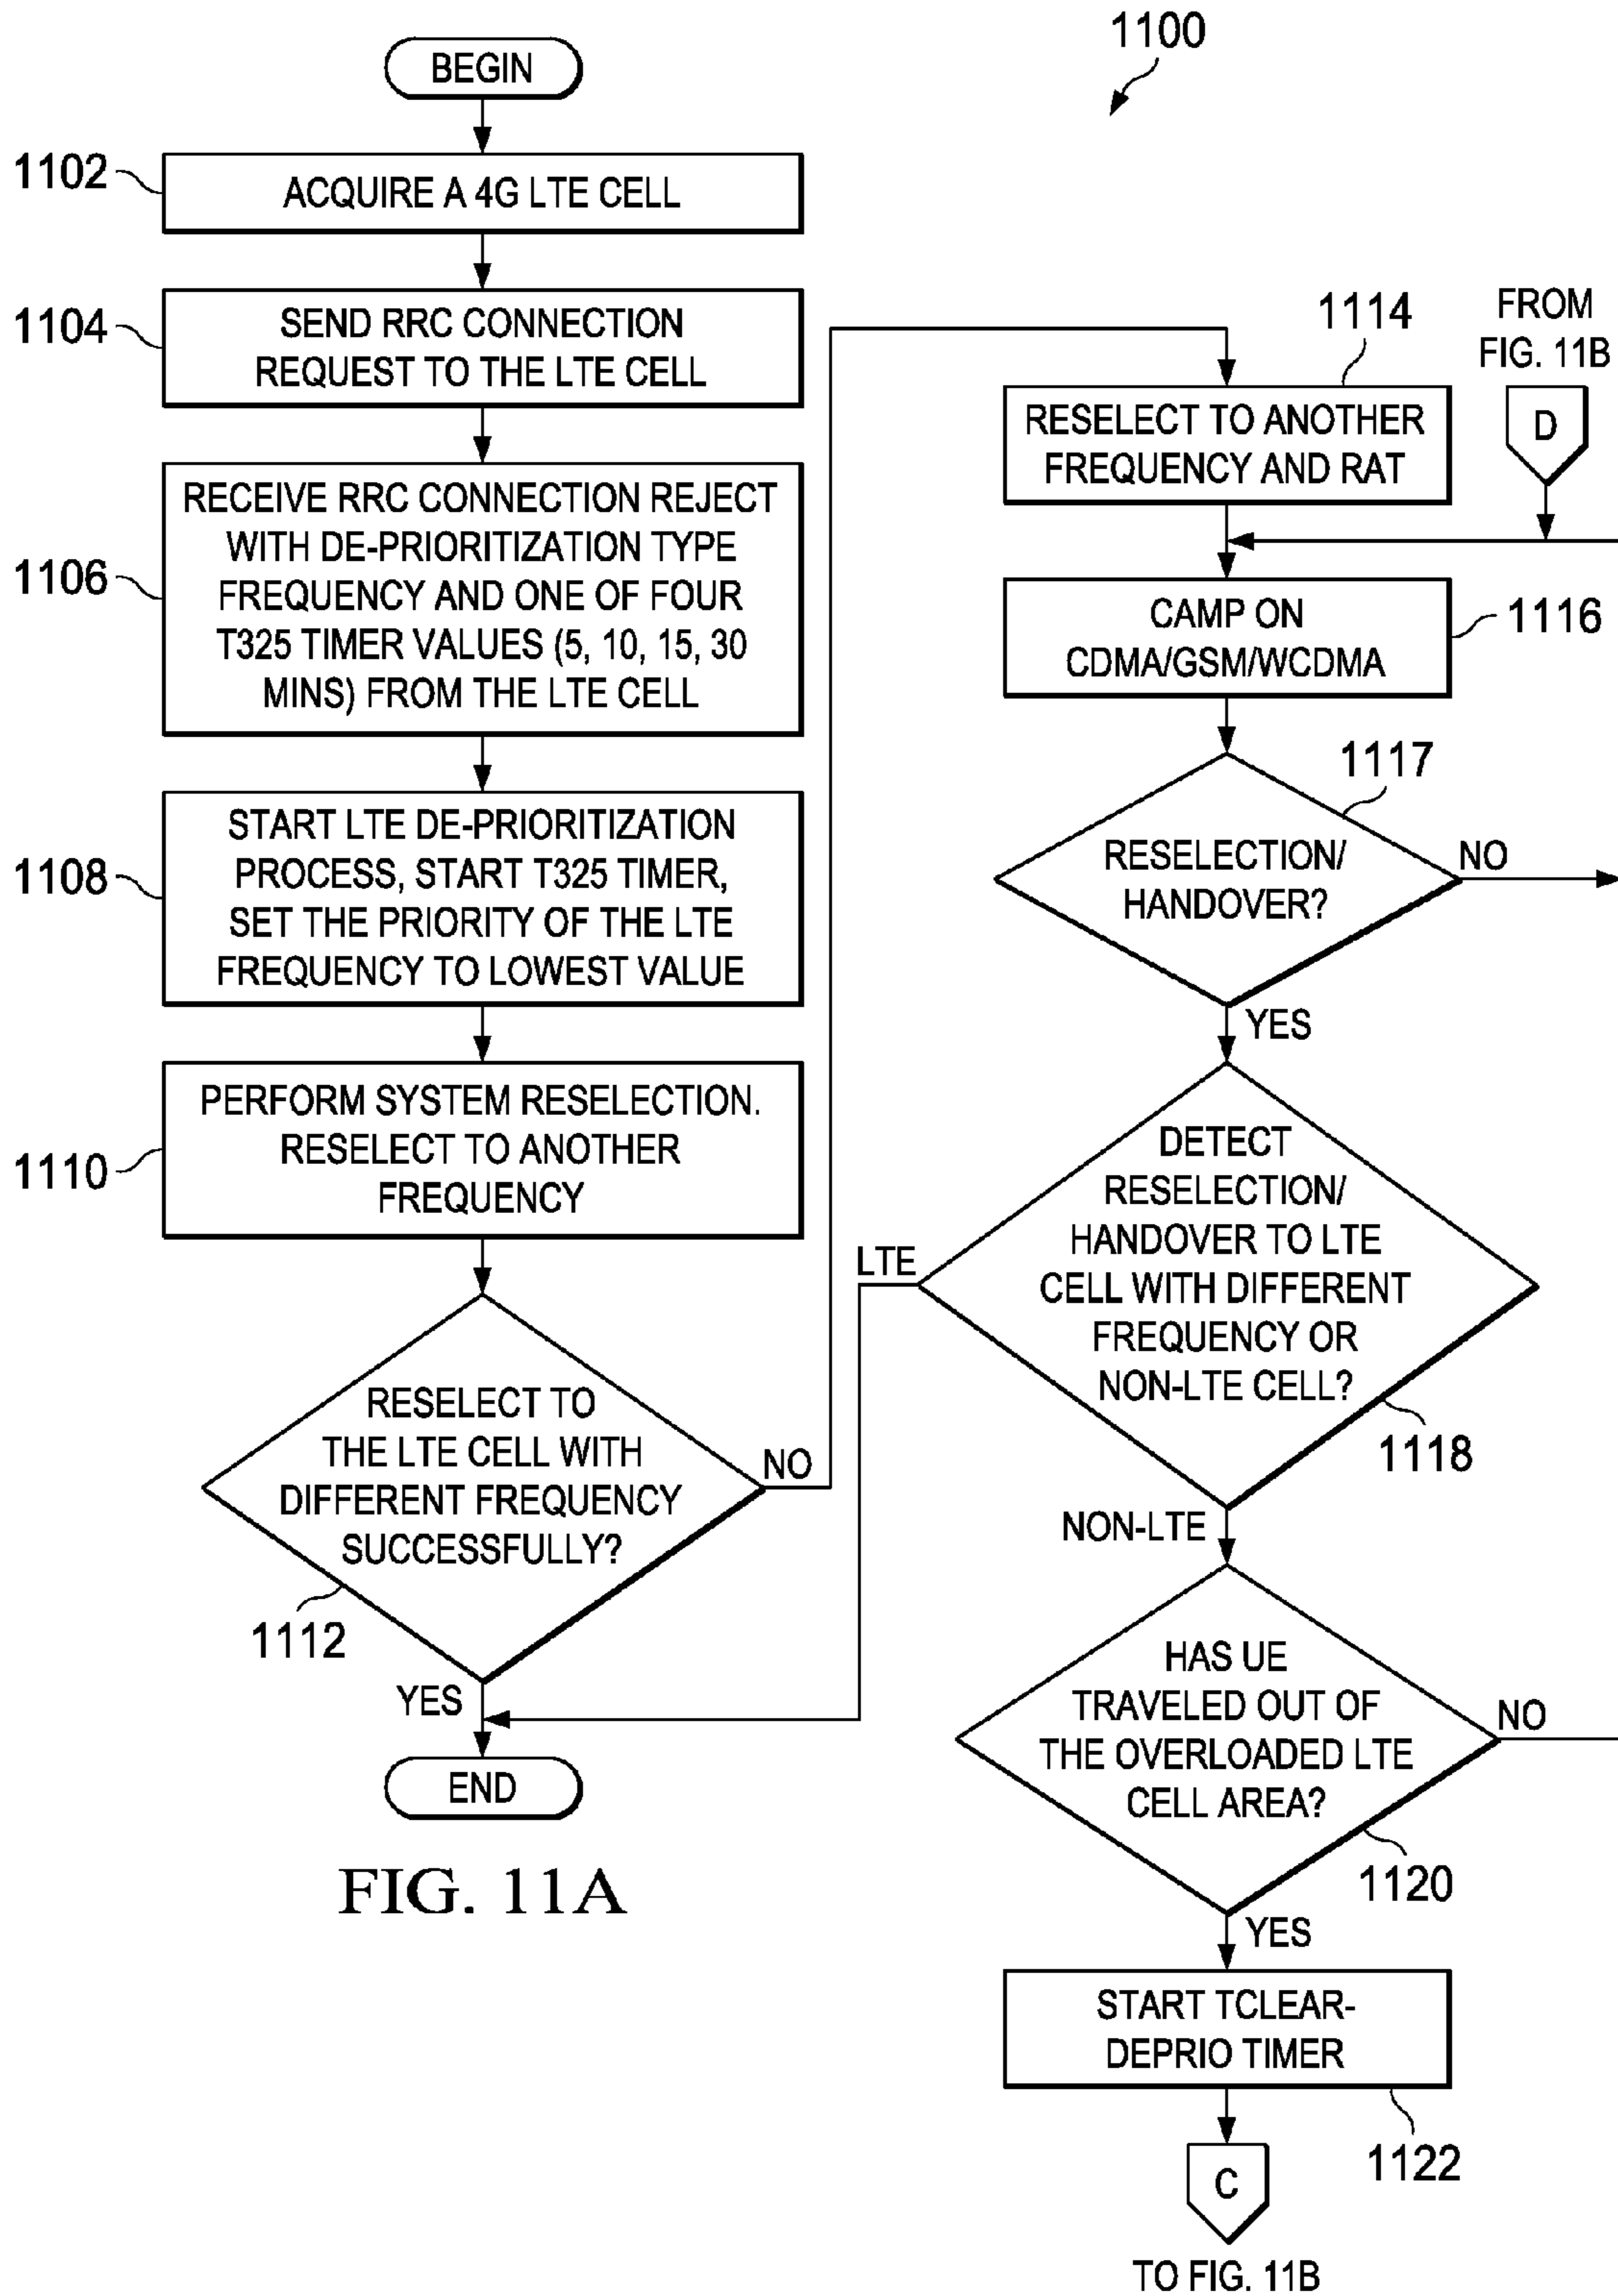 1100
BEGIN
1102
ACQUIRE A 4G LTE CELL
1104
SEND RRC CONNECTION
REQUEST TO THE LTE CELL
1106
RECEIVE RRC CONNECTION REJECT
WITH DE-PRIORITIZATION TYPE
FREQUENCY AND ONE OF FOUR
T325 TIMER VALUES (5, 10, 15, 30
MINS) FROM THE LTE CELL
1108
START LTE DE-PRIORITIZATION
PROCESS, START T325 TIMER,
SET THE PRIORITY OF THE LTE
FREQUENCY TO LOWEST VALUE
1110
PERFORM SYSTEM RESELECTION.
RESELECT TO ANOTHER
FREQUENCY
RESELECT TO
THE LTE CELL WITH
DIFFERENT FREQUENCY
SUCCESSFULLY?
NO
1112
YES
END
FIG. 11A
1114
RESELECT TO ANOTHER
FREQUENCY AND RAT
FROM
FIG. 11B
D
CAMP ON
CDMA/GSM/WCDMA
1116
1117
RESELECTION/
HANDOVER?
NO
YES
DETECT
RESELECTION/
HANDOVER TO LTE
CELL WITH DIFFERENT
FREQUENCY OR
NON-LTE CELL?
LTE
1118
NON-LTE
HAS UE
TRAVELED OUT OF
THE OVERLOADED LTE
CELL AREA?
NO
1120
YES
START TCLEAR-
DEPRIO TIMER
1122
C
TO FIG. 11B